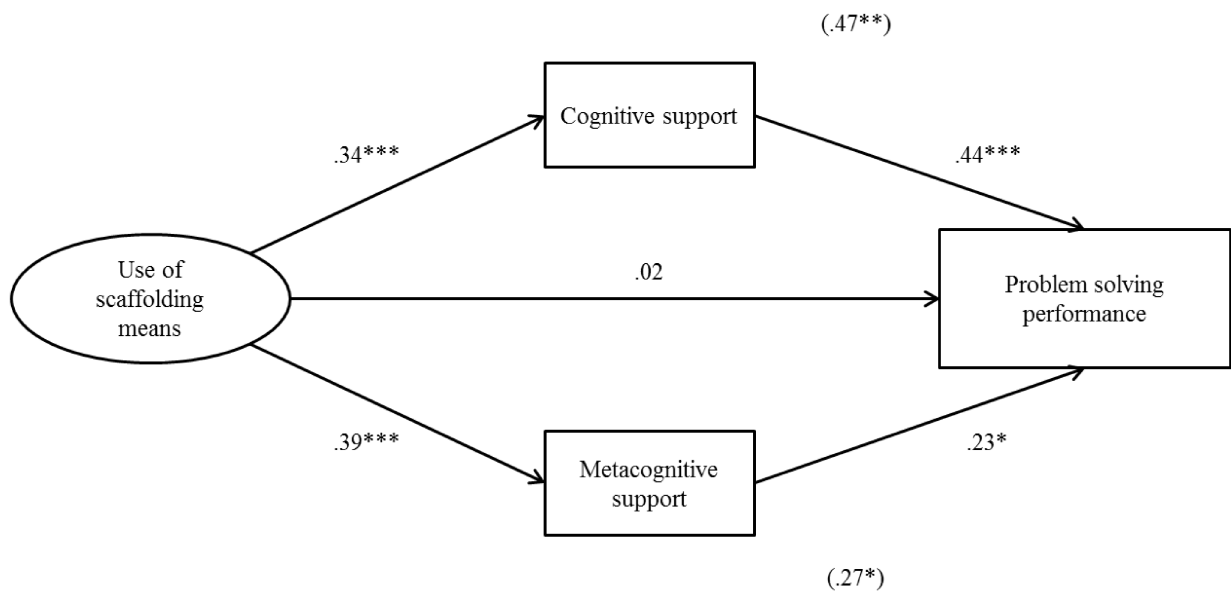 (.47**)
Cognitive support
.34***
.44***
Use of
scaffolding
means
.02
Problem solving
performance
.39***
Metacognitive
support
.23*
(.27*)